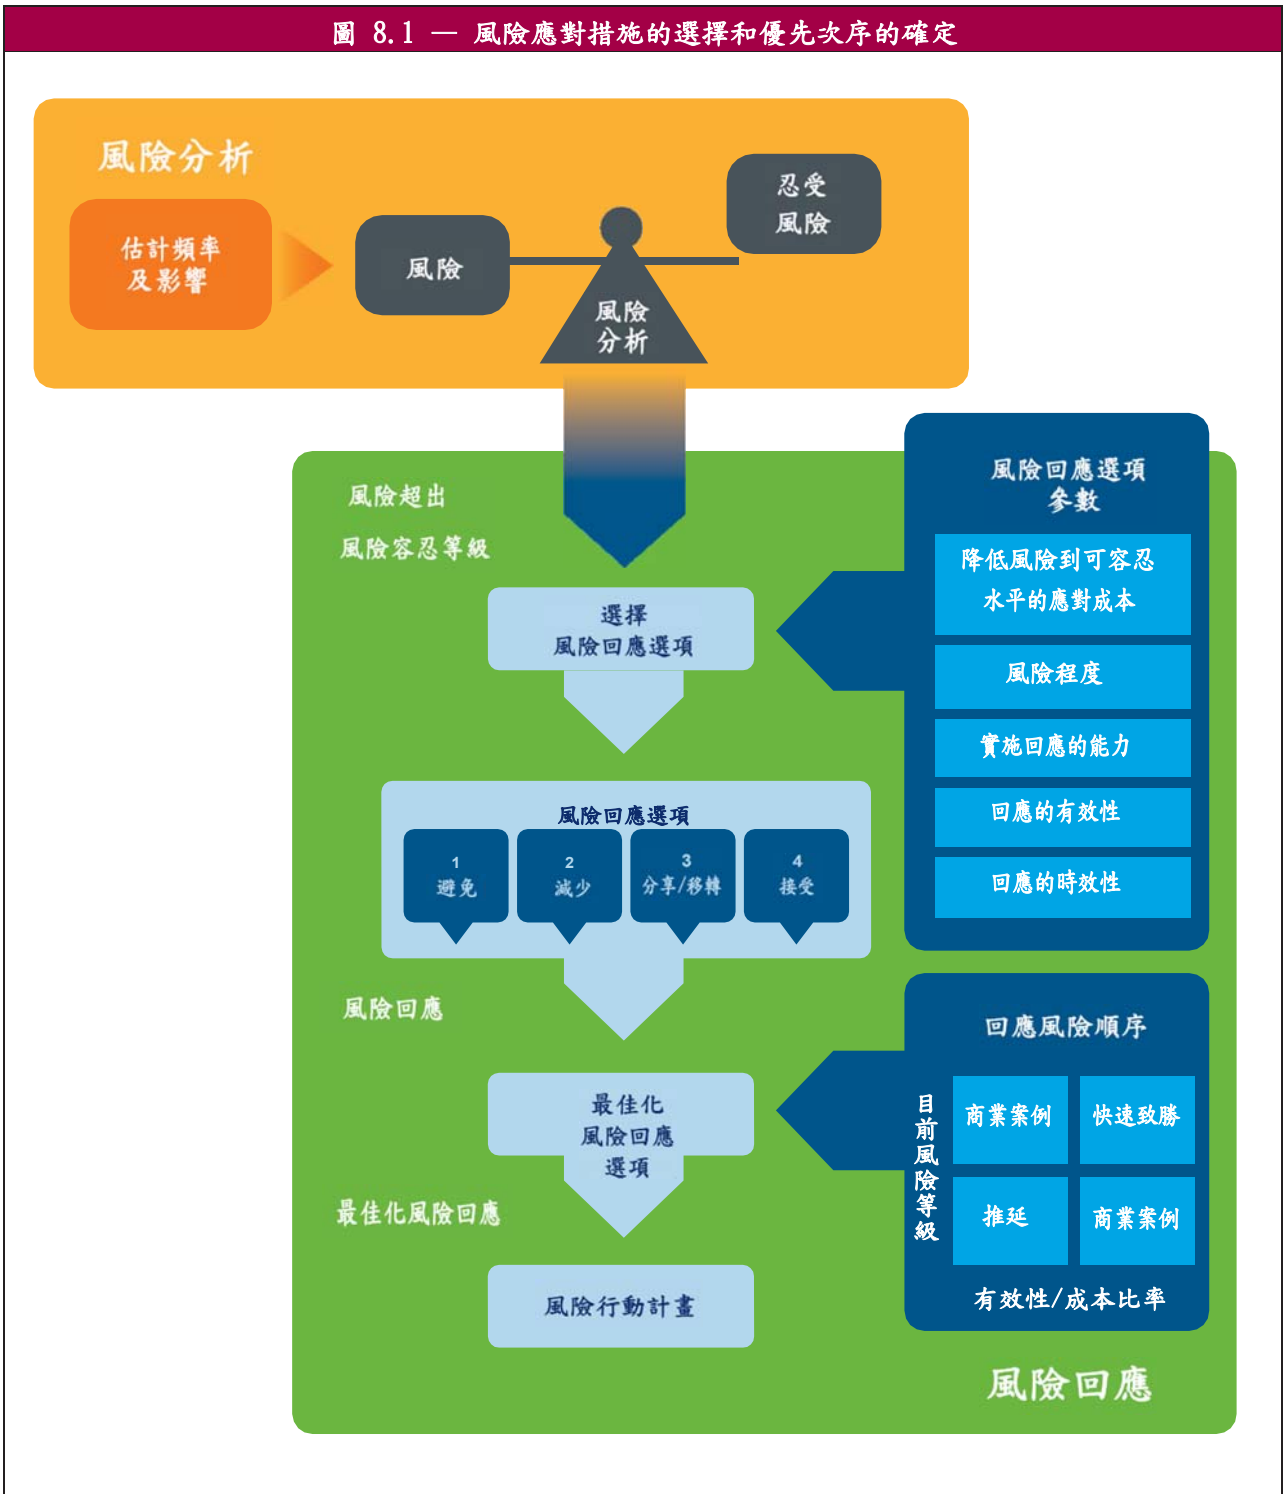 圖 8.1 — 風險應對措施的選擇和優先次序的確定
風險分析
估計頻率
及影響
風險
風險
分析
忍受
風險
風險超出
風險容忍等級
選擇
風險回應選項
風險回應選項
參數
降低風險到可容忍
水平的應對成本
風險程度
實施回應的能力
回應的有效性
回應的時效性
風險回應選項
1
避免
2
減少
3
分享/移轉
4
接受
風險回應
最佳化
風險回應
選項
回應風險順序
目前風險等級
商業案例
快速致勝
推延
商業案例
有效性/成本比率
最佳化風險回應
風險行動計畫
風險回應